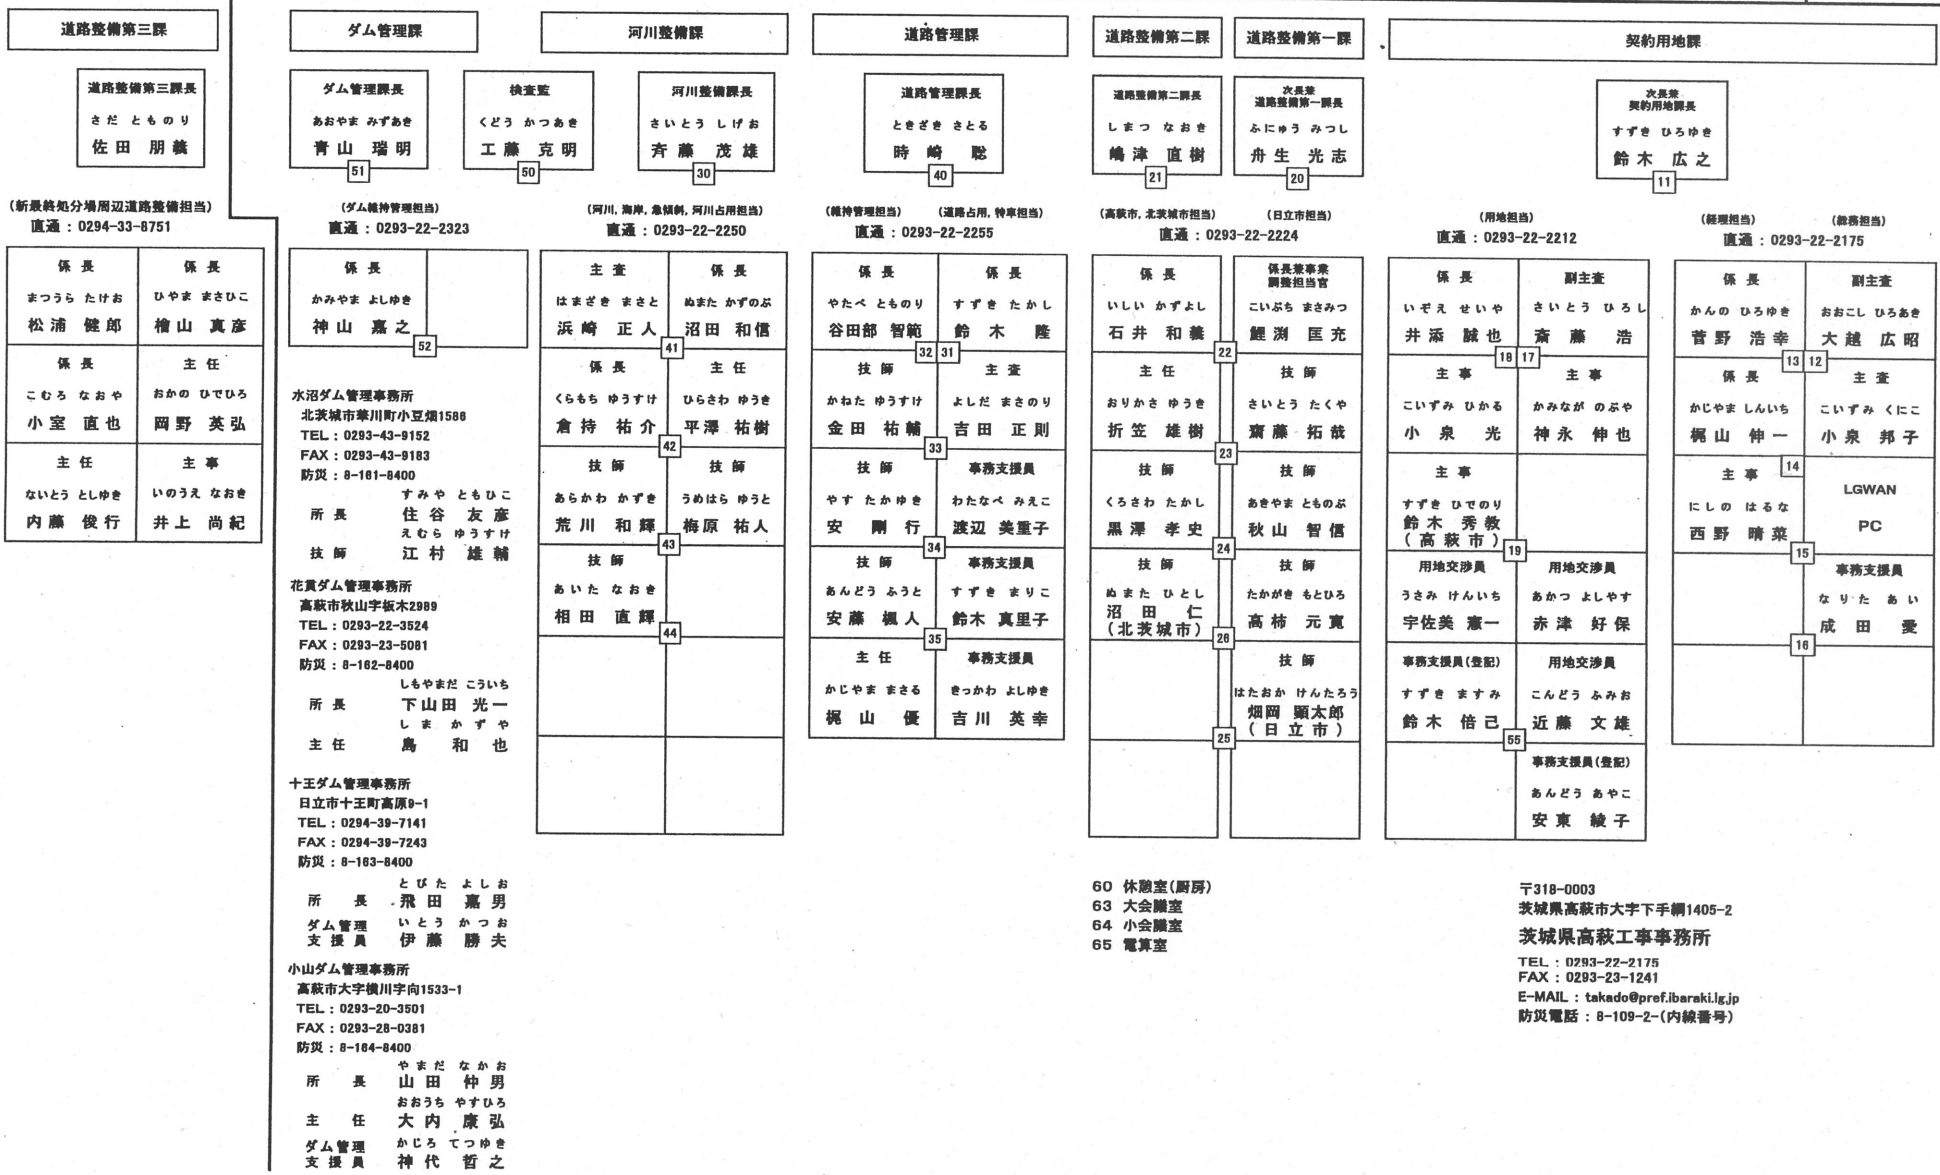 道路整備第三課
道路整備第三課長
さだ とものり
佐田 朋義
(新最終処分場周辺道路整備担当)
直通：0294-33-8751
係長 係長
まつうら たけお ひやま まさひこ
松浦 健郎 檜山 真彦
係長 主任
こむろ なおや おかの ひでひろ
小室 直也 岡野 英弘
主任 主事
ないとう としゆき いのうえ なおき
内藤 俊行 井上 尚紀
ダム管理課
ダム管理課長
あおやま みずあき
青山 瑞明
51
検査監
くどう かつあき
工藤 克明
50
(ダム維持管理担当)
直通：0293-22-2323
係長
かみやま よしゆき
神山 嘉之
52
水沼ダム管理事務所
北茨城市華川町小豆畑1586
TEL：0293-43-9152
FAX：0293-43-9183
防災：8-161-8400
すみや ともひこ
所長 住谷 友彦
えむら ゆうすけ
技師 江村 雄輔
花貫ダム管理事務所
高萩市秋山字板木2989
TEL：0293-22-3524
FAX：0293-23-5081
防災：8-162-8400
しもやまだ こういち
所長 下山田 光一
しま かずや
主任 島 和也
十王ダム管理事務所
日立市十王町高原9-1
TEL：0294-39-7141
FAX：0294-39-7243
防災：8-163-8400
とびた よしお
所長 飛田 嘉男
ダム管理 いとう かつお
支援員 伊藤 勝夫
小山ダム管理事務所
高萩市大字横川字向1533-1
TEL：0293-20-3501
FAX：0293-28-0381
防災：8-164-8400
やまだ なかお
所長 山田 仲男
おおうち やすひろ
主任 大内 康弘
ダム管理 かじろ てつゆき
支援員 神代 哲之
河川整備課
河川整備課長
さいとう しげお
斉藤 茂雄
30
(河川,海岸,急傾斜,河川占用担当)
直通：0293-22-2250
主査 係長
はまざき まさと ぬまた かずのぶ
浜崎 正人 沼田 和信
41
係長 主任
くらもち ゆうすけ ひらさわ ゆうき
倉持 祐介 平澤 祐樹
42
技師 技師
あらかわ かずき うめはら ゆうと
荒川 和輝 梅原 祐人
43
技師
あいた なおき
相田 直輝
44
道路管理課
道路管理課長
ときざき さとる
時崎 聡
40
(維持管理担当) (道路占用,特車担当)
直通：0293-22-2255
係長 係長
やたべ とものり すずき たかし
谷田部 智範 鈴木 隆
32 31
技師 主査
かねた ゆうすけ よしだ まさのり
金田 祐輔 吉田 正則
33
技師 事務支援員
やす たかゆき わたなべ みえこ
安 剛行 渡辺 美重子
34
技師 事務支援員
あんどう ふうと すずき まりこ
安藤 楓人 鈴木 真里子
35
主任 事務支援員
かじやま まさる きっかわ よしゆき
梶山 優 吉川 英幸
道路整備第二課 道路整備第一課
道路整備第二課長
しまつ なおき
嶋津 直樹
21
次長兼
道路整備第一課長
ふにゅう みつし
舟生 光志
20
(高萩市,北茨城市担当) (日立市担当)
直通：0293-22-2224
係長 係長兼事業
調整担当官
いしい かずよし こいぶち まさみつ
石井 和義 鯉渕 匡充
22
主任 技師
おりかさ ゆうき さいとう たくや
折笠 雄樹 齋藤 拓哉
23
技師 技師
くろさわ たかし あきやま とものぶ
黒澤 孝史 秋山 智信
24
技師 技師
ぬまた ひとし たかがき もとひろ
沼田 仁 高柿 元寛
(北茨城市)
26
技師
はたおか けんたろう
畑岡 顕太郎
(日立市)
25
60 休憩室(厨房)
63 大会議室
64 小会議室
65 電算室
契約用地課
次長兼
契約用地課長
すずき ひろゆき
鈴木 広之
11
(用地担当)
直通：0293-22-2212
係長 副主査
いぞえ せいや さいとう ひろし
井添 誠也 斎藤 浩
18 17
主事 主事
こいずみ ひかる かみなが のぶや
小泉 光 神永 伸也
主事
すずき ひでのり
鈴木 秀教
(高萩市)
19
用地交渉員 用地交渉員
うさみ けんいち あかつ よしやす
宇佐美 憲一 赤津 好保
事務支援員(登記) 用地交渉員
すずき ますみ こんどう ふみお
鈴木 倍己 近藤 文雄
55
事務支援員(登記)
あんどう あやこ
安東 綾子
(経理担当) (総務担当)
直通：0293-22-2175
係長 副主査
かんの ひろゆき おおこし ひろあき
菅野 浩幸 大越 広昭
13 12
係長 主査
かじやま しんいち こいずみ くにこ
梶山 伸一 小泉 邦子
14
主事 LGWAN
にしの はるな
西野 晴菜 PC
15
事務支援員
なりた あい
成田 愛
16
〒318-0003
茨城県高萩市大字下手綱1405-2
茨城県高萩工事事務所
TEL：0293-22-2175
FAX：0293-23-1241
E-MAIL：takado@pref.ibaraki.lg.jp
防災電話：8-109-2-(内線番号)